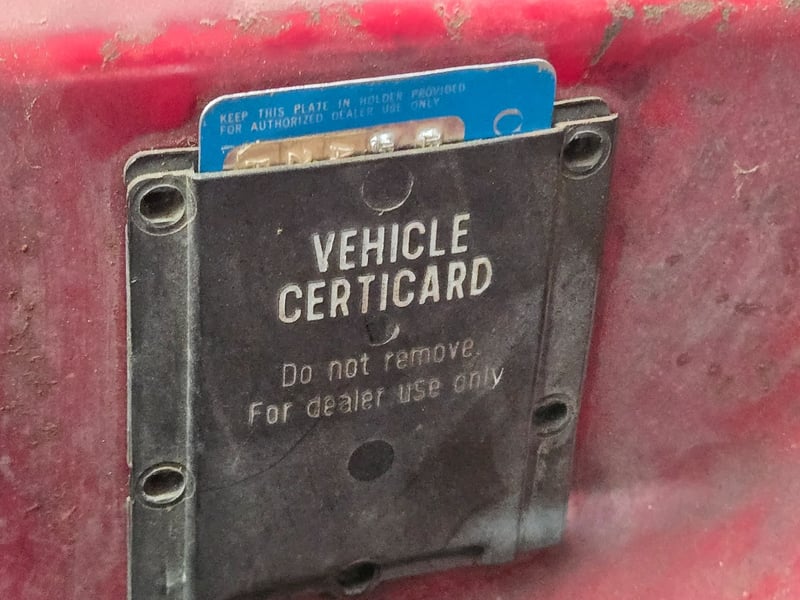 KEEP THIS PLATE IN HOLDER PROVIDED
FOR AUTHORIZED DEALER USE ONLY
VEHICLE
CERTICARD
Do not remove.
For dealer use only